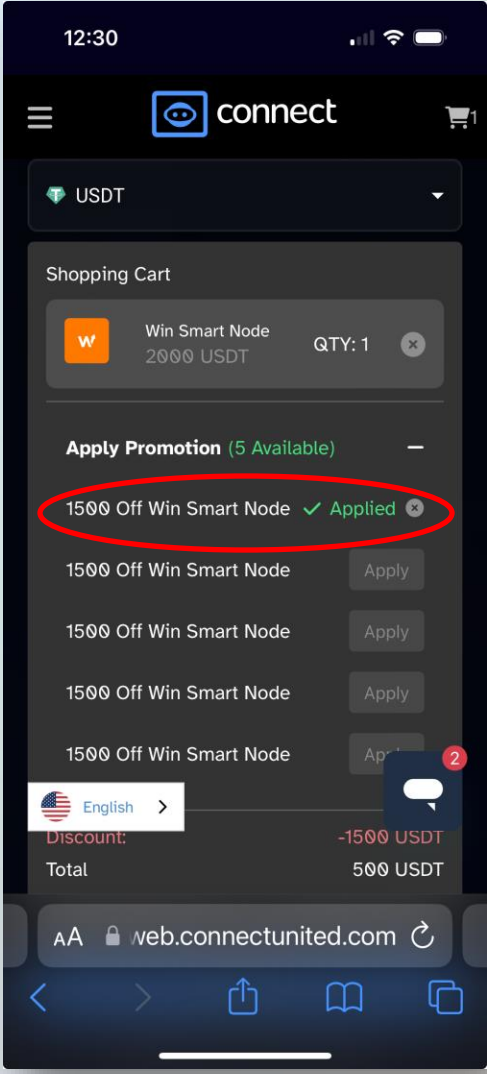 12:30
connect
1
USDT
Shopping Cart
Win Smart Node
2000 USDT
QTY: 1
Apply Promotion (5 Available)
1500 Off Win Smart Node ✓ Applied
1500 Off Win Smart Node Apply
1500 Off Win Smart Node Apply
1500 Off Win Smart Node Apply
1500 Off Win Smart Node
2
English
Discount: -1500 USDT
Total 500 USDT
AA web.connectunited.com